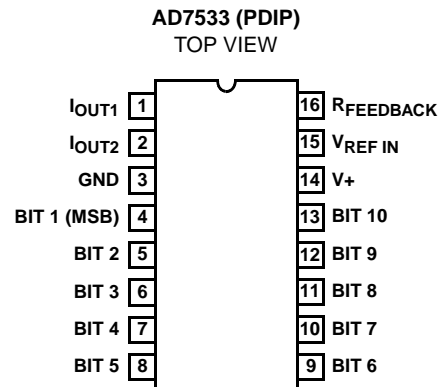 AD7533 (PDIP)
TOP VIEW
IOUT1 1 16 RFEEDBACK
IOUT2 2 15 VREF IN
GND 3 14 V+
BIT 1 (MSB) 4 13 BIT 10
BIT 2 5 12 BIT 9
BIT 3 6 11 BIT 8
BIT 4 7 10 BIT 7
BIT 5 8 9 BIT 6